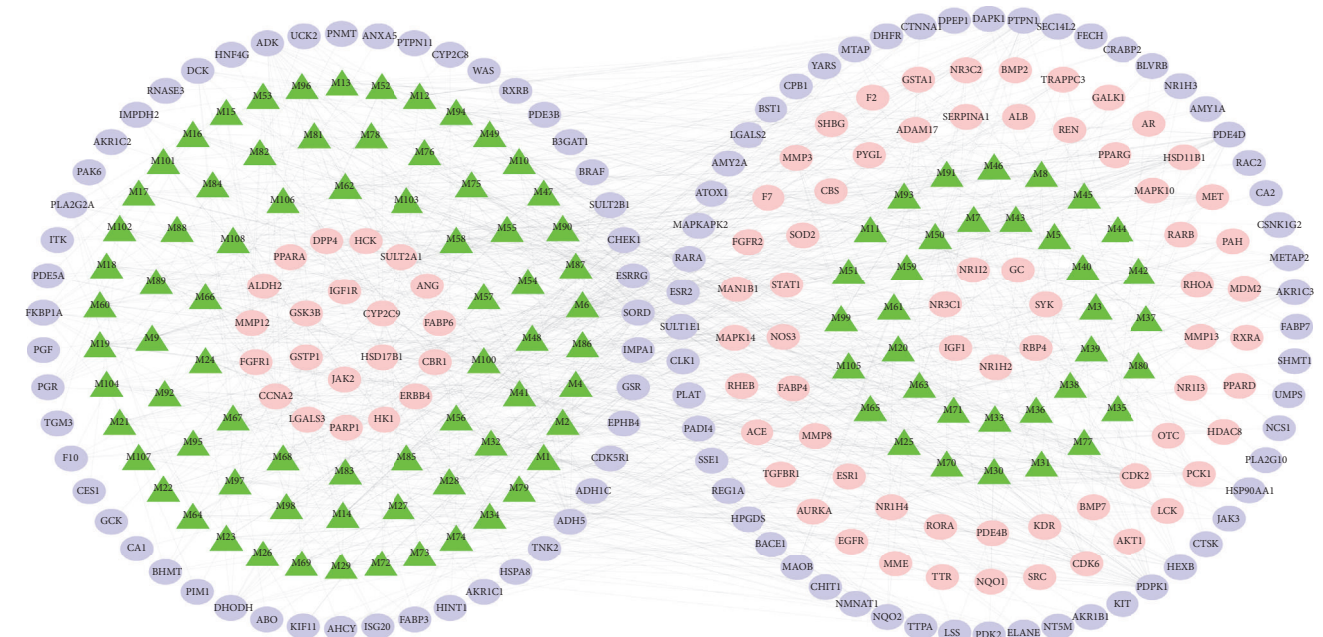 PNMT
ANXA5
PTPN11
CYP2C8
WAS
RXRB
PDE3B
B3GAT1
BRAF
SULT2B1
CHEK1
ESRRG
SORD
IMPA1
GSR
EPHB4
CDK5R1
ADH1C
ADH5
TNK2
HSPA8
AKR1C1
HINT1
FABP3
ISG20
AHCY
KIF11
ABO
DHODH
PIM1
BHMT
CA1
GCK
CES1
F10
TGM3
PGR
PGF
FKBP1A
PDE5A
ITK
PLA2G2A
PAK6
AKR1C2
IMPDH2
RNASE3
DCK
HNF4G
ADK
UCK2
M13
M52
M12
M94
M49
M10
M47
M90
M87
M6
M86
M4
M2
M1
M79
M34
M74
M73
M72
M29
M69
M26
M23
M64
M22
M107
M21
M104
M19
M60
M18
M102
M17
M101
M16
M15
M53
M96
M81
M78
M76
M75
M55
M54
M48
M41
M32
M28
M27
M14
M98
M97
M95
M92
M9
M89
M88
M84
M82
M62
M103
M58
M57
M100
M56
M85
M83
M68
M67
M24
M66
M108
M106
DPP4
HCK
SULT2A1
ANG
FABP6
CBR1
ERBB4
HK1
PARP1
LGALS3
CCNA2
FGFR1
MMP12
ALDH2
PPARA
IGF1R
CYP2C9
HSD17B1
JAK2
GSTP1
GSK3B
DAPK1
PTPN1
SEC14L2
FECH
CRABP2
BLVRB
NR1H3
AMY1A
PDE4D
RAC2
CA2
CSNK1G2
METAP2
AKR1C3
FABP7
SHMT1
UMPS
NCS1
PLA2G10
HSP90AA1
JAK3
CTSK
HEXB
PDPK1
KIT
AKR1B1
NT5M
ELANE
PDK2
LSS
TTPA
NQO2
NMNAT1
CHIT1
MAOB
BACE1
HPGDS
REG1A
SSE1
PADI4
PLAT
CLK1
SULT1E1
ESR2
RARA
MAPKAPK2
ATOX1
AMY2A
LGALS2
BST1
CPB1
YARS
MTAP
DHFR
CTNNA1
DPEP1
NR3C2
BMP2
TRAPPC3
GALK1
AR
HSD11B1
MET
PAH
MDM2
RXRA
PPARD
HDAC8
PCK1
LCK
AKT1
CDK6
SRC
NQO1
TTR
MME
EGFR
AURKA
TGFBR1
ACE
RHEB
MAPK14
MAN1B1
FGFR2
F7
MMP3
SHBG
F2
GSTA1
SERPINA1
ALB
REN
PPARG
MAPK10
RARB
RHOA
MMP13
NR1I3
OTC
CDK2
BMP7
KDR
PDE4B
RORA
NR1H4
ESR1
MMP8
FABP4
NOS3
STAT1
SOD2
CBS
PYGL
ADAM17
M46
M8
M45
M44
M42
M37
M80
M35
M77
M31
M30
M70
M25
M65
M105
M99
M51
M11
M93
M91
M7
M43
M5
M40
M3
M39
M38
M36
M33
M71
M63
M20
M61
M59
M50
NR1I2
GC
SYK
RBP4
NR1H2
IGF1
NR3C1